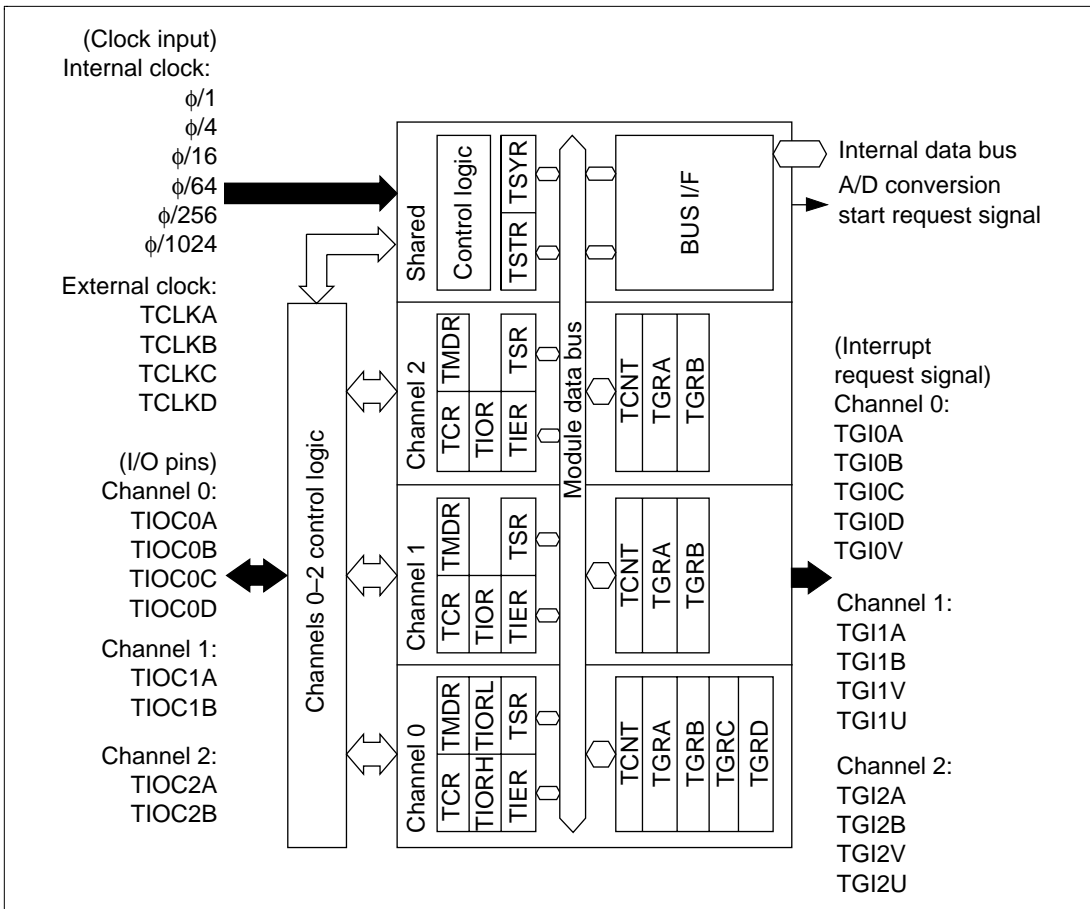 (Clock input)
Internal clock:
ϕ/1
ϕ/4
ϕ/16
ϕ/64
ϕ/256
ϕ/1024
External clock:
TCLKA
TCLKB
TCLKC
TCLKD
(I/O pins)
Channel 0:
TIOC0A
TIOC0B
TIOC0C
TIOC0D
Channel 1:
TIOC1A
TIOC1B
Channel 2:
TIOC2A
TIOC2B
Channels 0–2 control logic
Shared
Control logic
TSTR
TSYR
BUS I/F
Module data bus
Channel 2
TCR
TMDR
TIOR
TIER
TSR
TCNT
TGRA
TGRB
Channel 1
TCR
TMDR
TIOR
TIER
TSR
TCNT
TGRA
TGRB
Channel 0
TCR
TMDR
TIORH
TIORL
TIER
TSR
TCNT
TGRA
TGRB
TGRC
TGRD
Internal data bus
A/D conversion
start request signal
(Interrupt
request signal)
Channel 0:
TGI0A
TGI0B
TGI0C
TGI0D
TGI0V
Channel 1:
TGI1A
TGI1B
TGI1V
TGI1U
Channel 2:
TGI2A
TGI2B
TGI2V
TGI2U